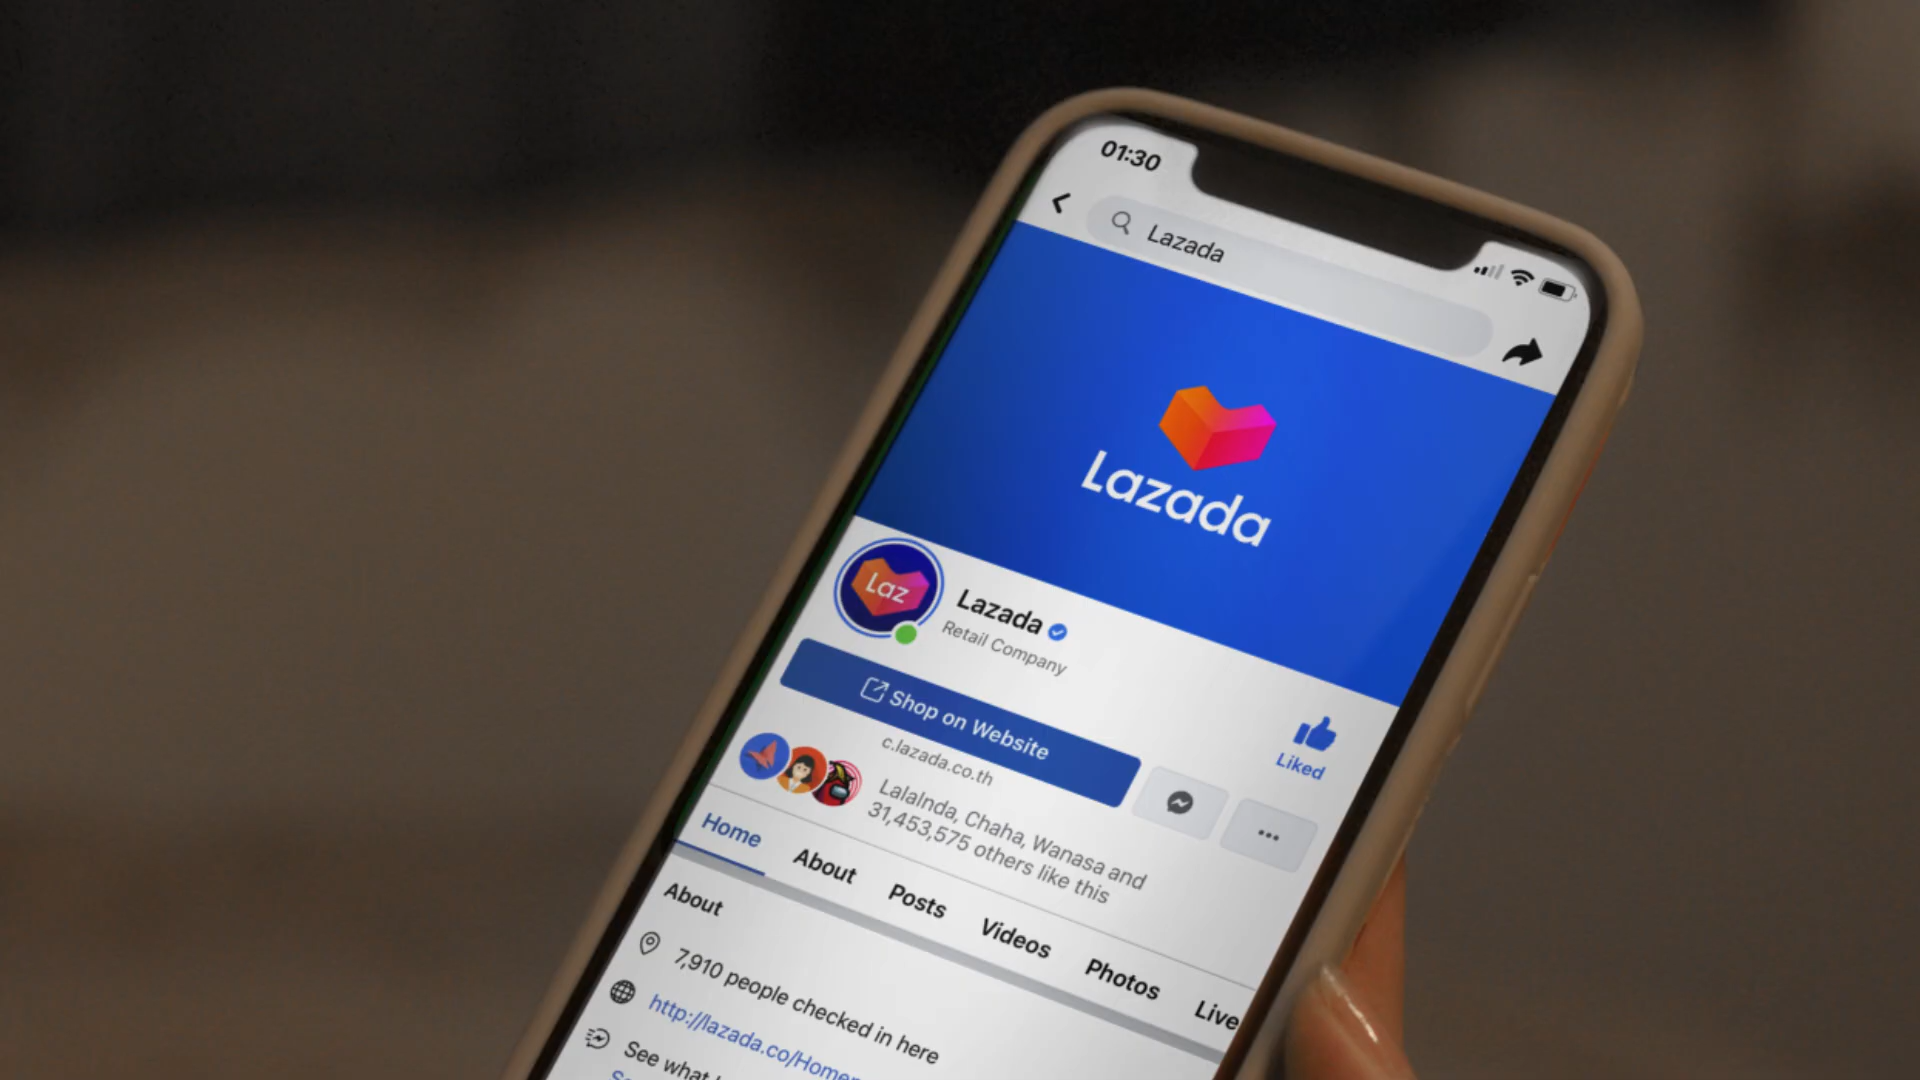 01:30
Lazada
Lazada
Laz
Lazada
Retail Company
Liked
Shop on Website
c.lazada.co.th
LalaInda, Chaha, Wanasa and
31,453,575 others like this
Home About Posts Videos Photos Live
About
7,910 people checked in here
http://lazada.co/Homer
See what